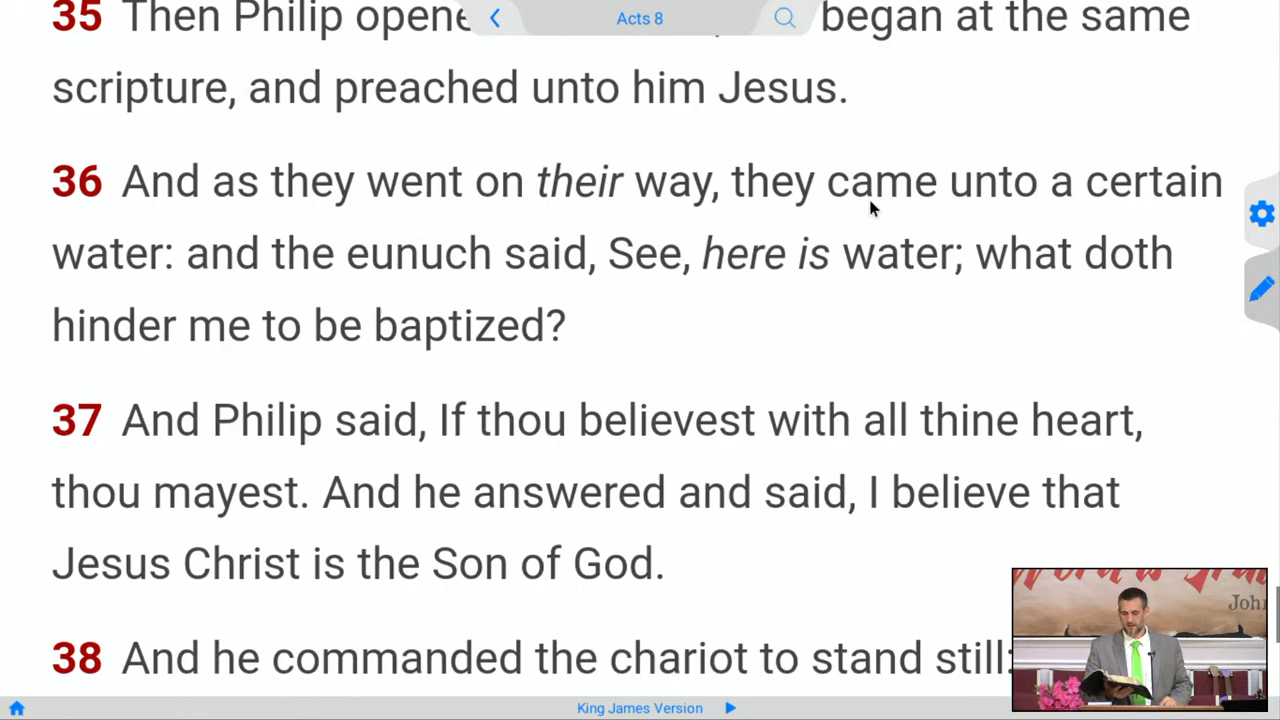 35 Then Philip opene
Acts 8
began at the same
scripture, and preached unto him Jesus.
36 And as they went on their way, they came unto a certain
water: and the eunuch said, See, here is water; what doth
hinder me to be baptized?
37 And Philip said, If thou believest with all thine heart,
thou mayest. And he answered and said, I believe that
Jesus Christ is the Son of God.
38 And he commanded the chariot to stand still:
Word is
John
King James Version